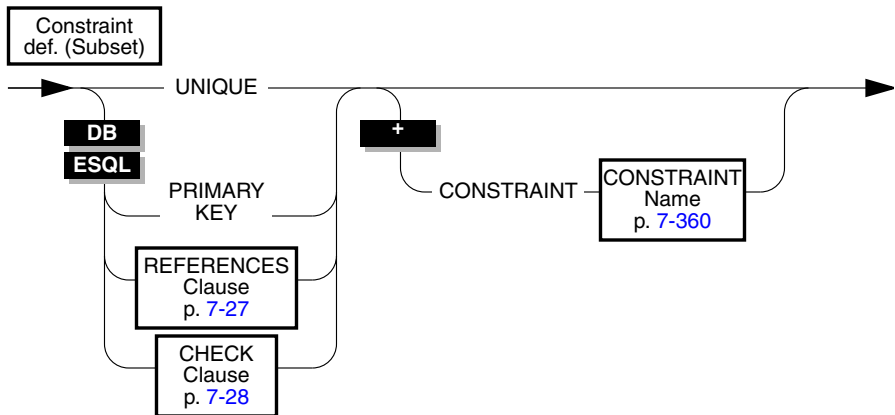 Constraint
def. (Subset)
UNIQUE
DB
ESQL
+
PRIMARY
KEY
CONSTRAINT
CONSTRAINT
Name
p. 7-360
REFERENCES
Clause
p. 7-27
CHECK
Clause
p. 7-28